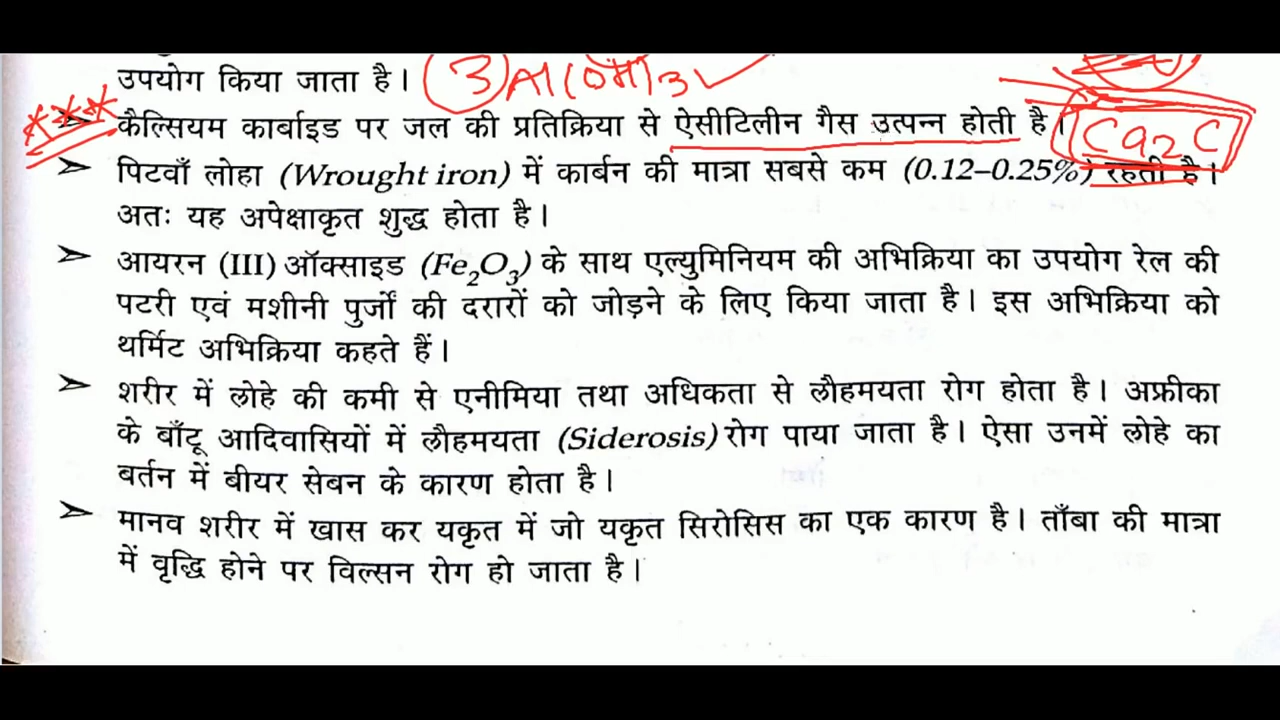 उपयोग किया जाता है। 3 Al(OH)3
*** ➤ कैल्सियम कार्बाइड पर जल की प्रतिक्रिया से ऐसीटिलीन गैस उत्पन्न होती है। Ca2C
➤ पिटवाँ लोहा (Wrought iron) में कार्बन की मात्रा सबसे कम (0.12–0.25%) रहती है।
अतः यह अपेक्षाकृत शुद्ध होता है।
➤ आयरन (III) ऑक्साइड (Fe₂O₃) के साथ एल्युमिनियम की अभिक्रिया का उपयोग रेल की
पटरी एवं मशीनी पुर्जों की दरारों को जोड़ने के लिए किया जाता है। इस अभिक्रिया को
थर्मिट अभिक्रिया कहते हैं।
➤ शरीर में लोहे की कमी से एनीमिया तथा अधिकता से लौहमयता रोग होता है। अफ्रीका
के बाँटू आदिवासियों में लौहमयता (Siderosis) रोग पाया जाता है। ऐसा उनमें लोहे का
बर्तन में बीयर सेबन के कारण होता है।
➤ मानव शरीर में खास कर यकृत में जो यकृत सिरोसिस का एक कारण है। ताँबा की मात्रा
में वृद्धि होने पर विल्सन रोग हो जाता है।